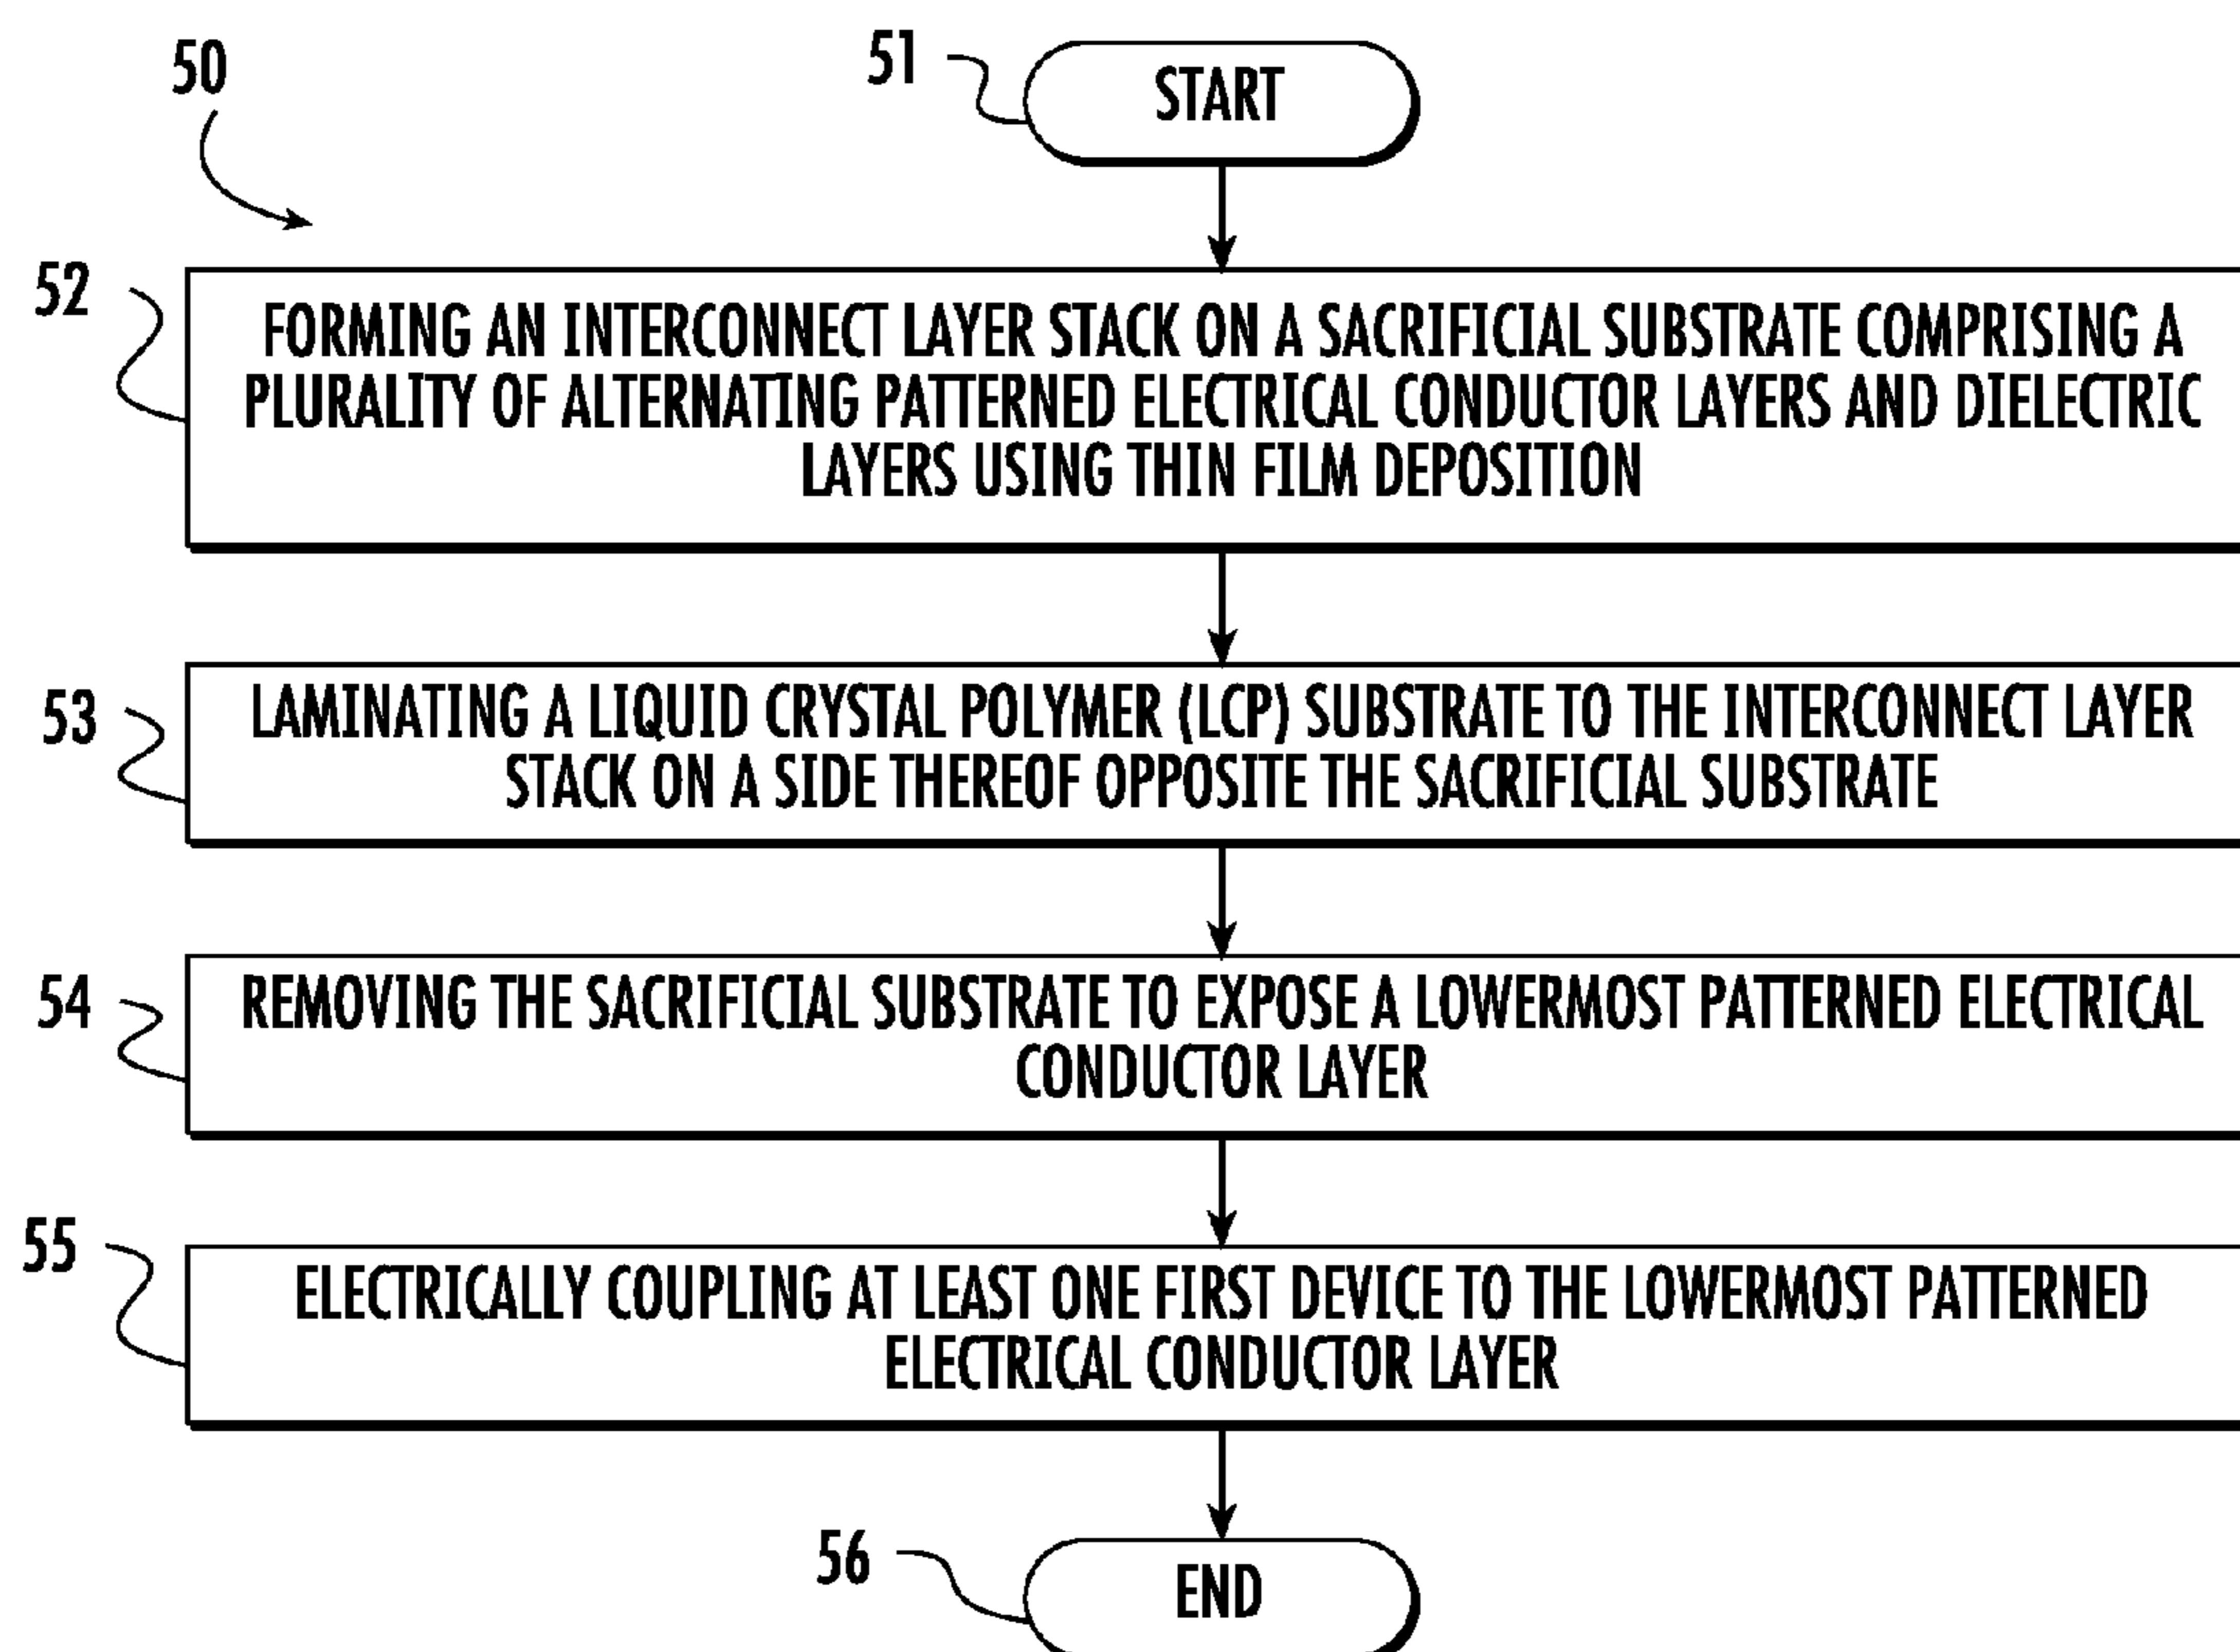 50
51
START
52
FORMING AN INTERCONNECT LAYER STACK ON A SACRIFICIAL SUBSTRATE COMPRISING A
PLURALITY OF ALTERNATING PATTERNED ELECTRICAL CONDUCTOR LAYERS AND DIELECTRIC
LAYERS USING THIN FILM DEPOSITION
53
LAMINATING A LIQUID CRYSTAL POLYMER (LCP) SUBSTRATE TO THE INTERCONNECT LAYER
STACK ON A SIDE THEREOF OPPOSITE THE SACRIFICIAL SUBSTRATE
54
REMOVING THE SACRIFICIAL SUBSTRATE TO EXPOSE A LOWERMOST PATTERNED ELECTRICAL
CONDUCTOR LAYER
55
ELECTRICALLY COUPLING AT LEAST ONE FIRST DEVICE TO THE LOWERMOST PATTERNED
ELECTRICAL CONDUCTOR LAYER
56
END